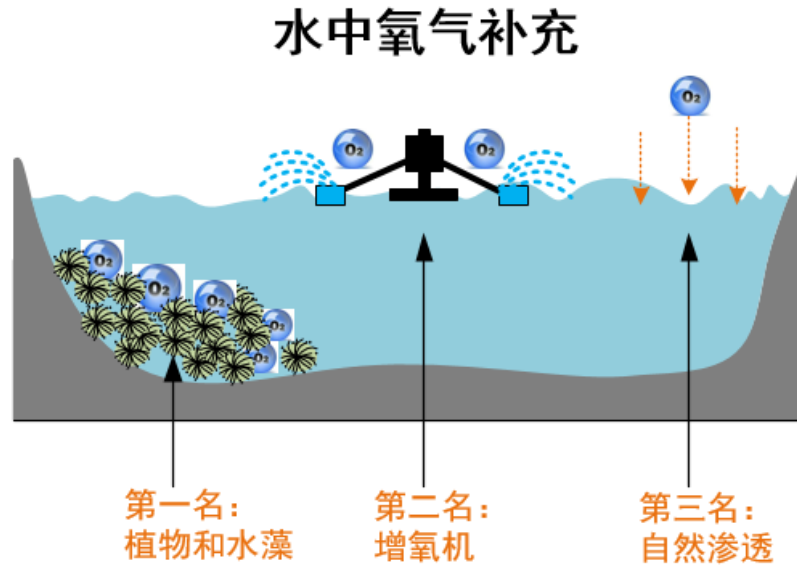 水中氧气补充
O₂
O₂ O₂
O₂
O₂
O₂
O₂
O₂
第一名：
植物和水藻
第二名：
增氧机
第三名：
自然渗透